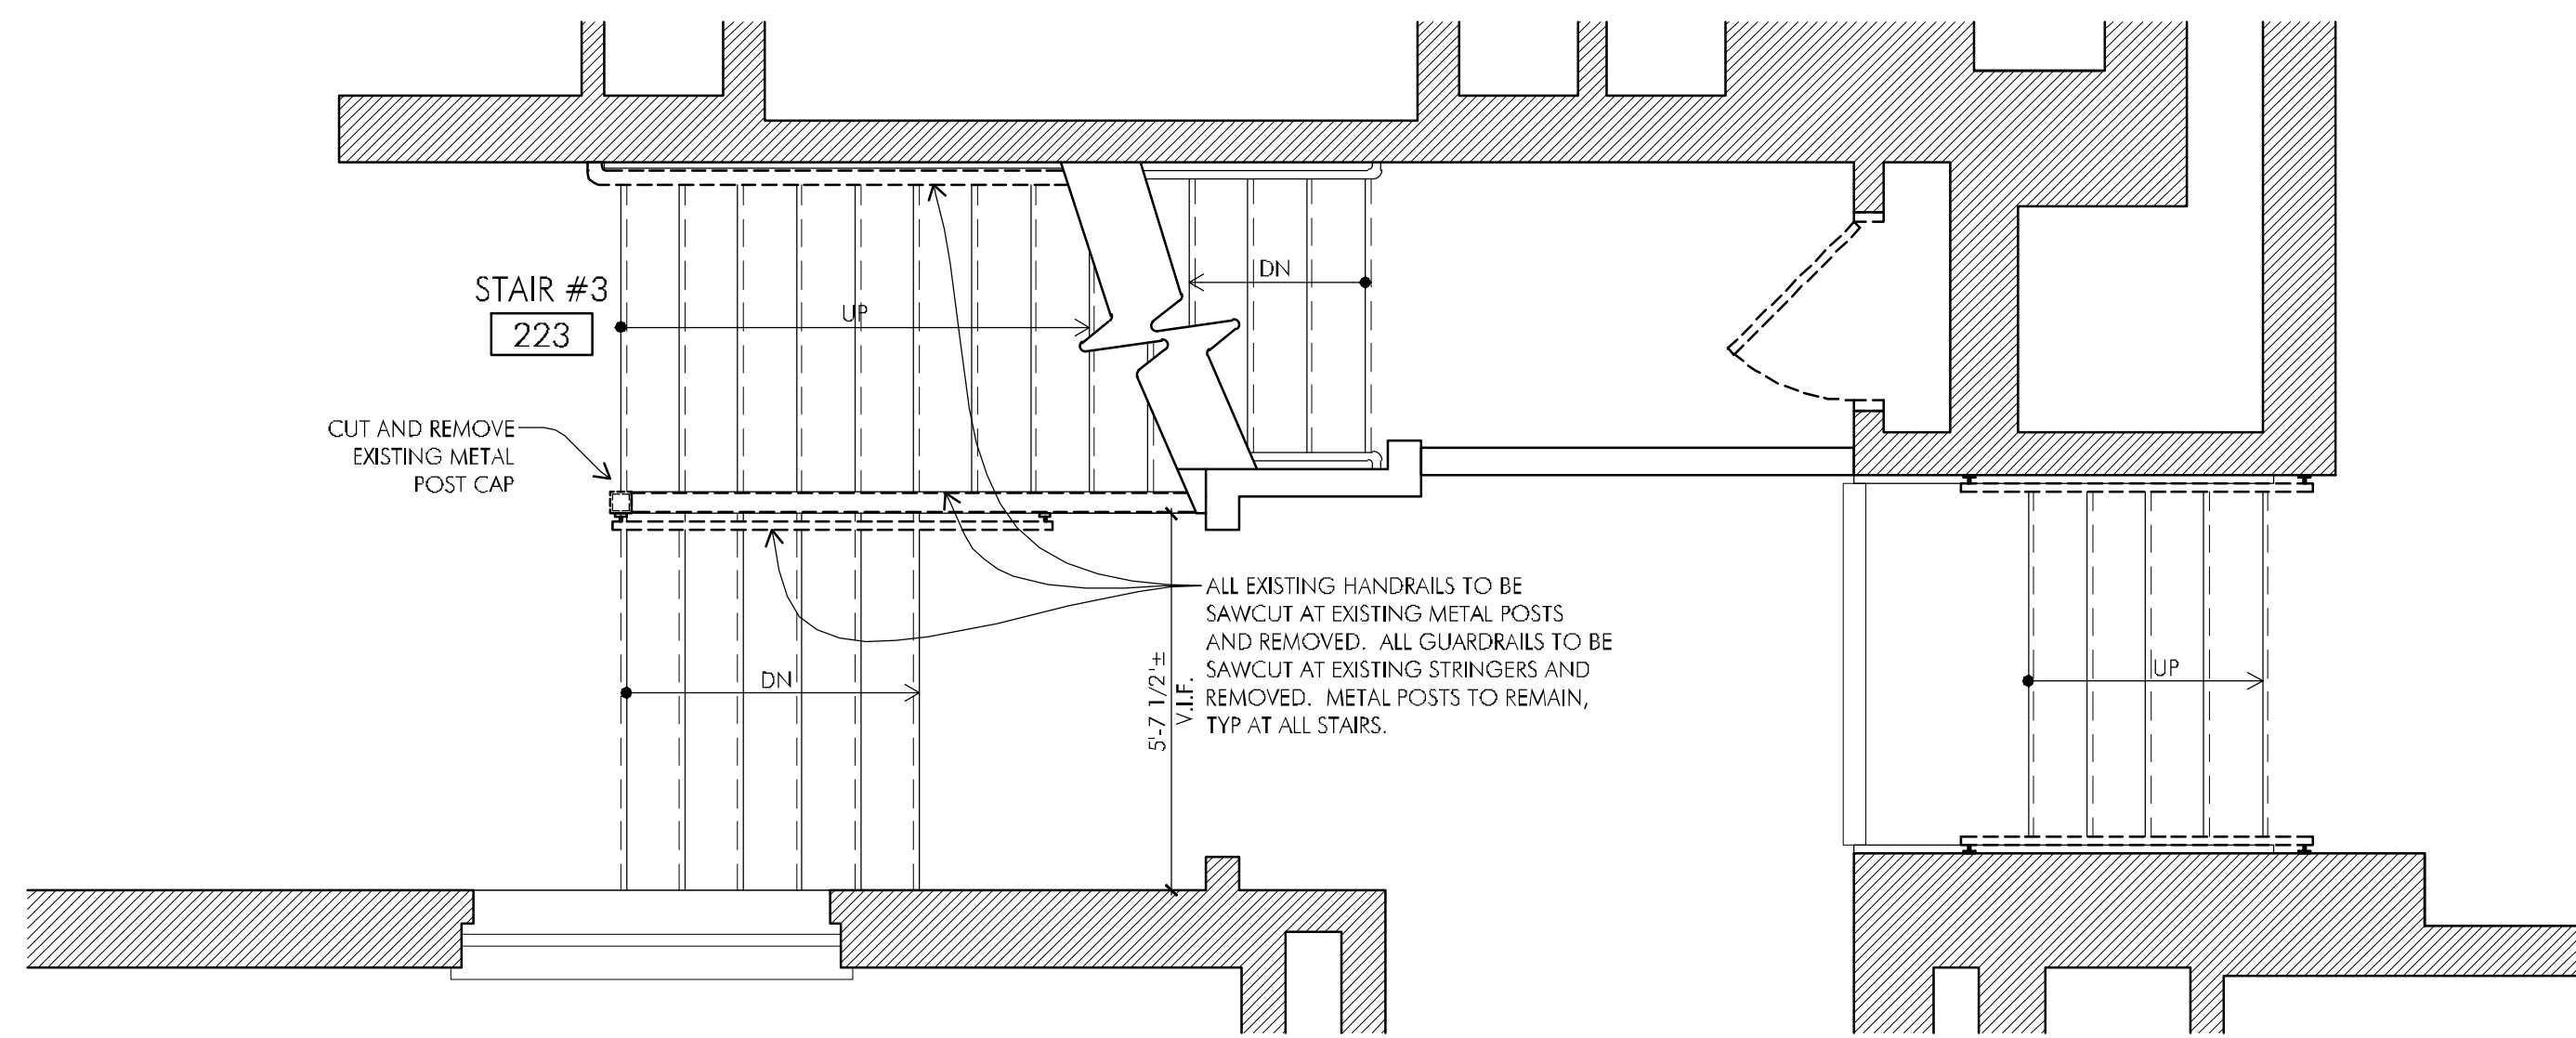 STAIR #3
223
UP
DN
CUT AND REMOVE
EXISTING METAL
POST CAP
ALL EXISTING HANDRAILS TO BE
SAWCUT AT EXISTING METAL POSTS
AND REMOVED. ALL GUARDRAILS TO BE
SAWCUT AT EXISTING STRINGERS AND
REMOVED. METAL POSTS TO REMAIN,
TYP AT ALL STAIRS.
5'-7 1/2"±
V.I.F.
DN
UP